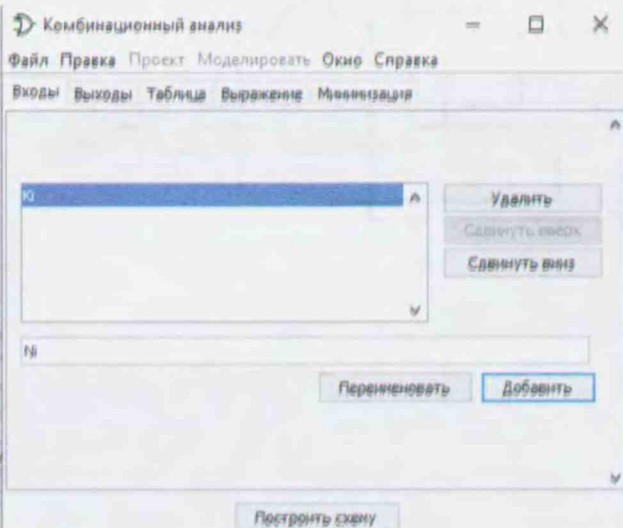 Комбинационный анализ
Файл Правка Проект Моделировать Окно Справка
Входы Выходы Таблица Выражение Минимизация
Удалить
Сдвинуть вверх
Сдвинуть вниз
Ni
Переименовать Добавить
Построить схему